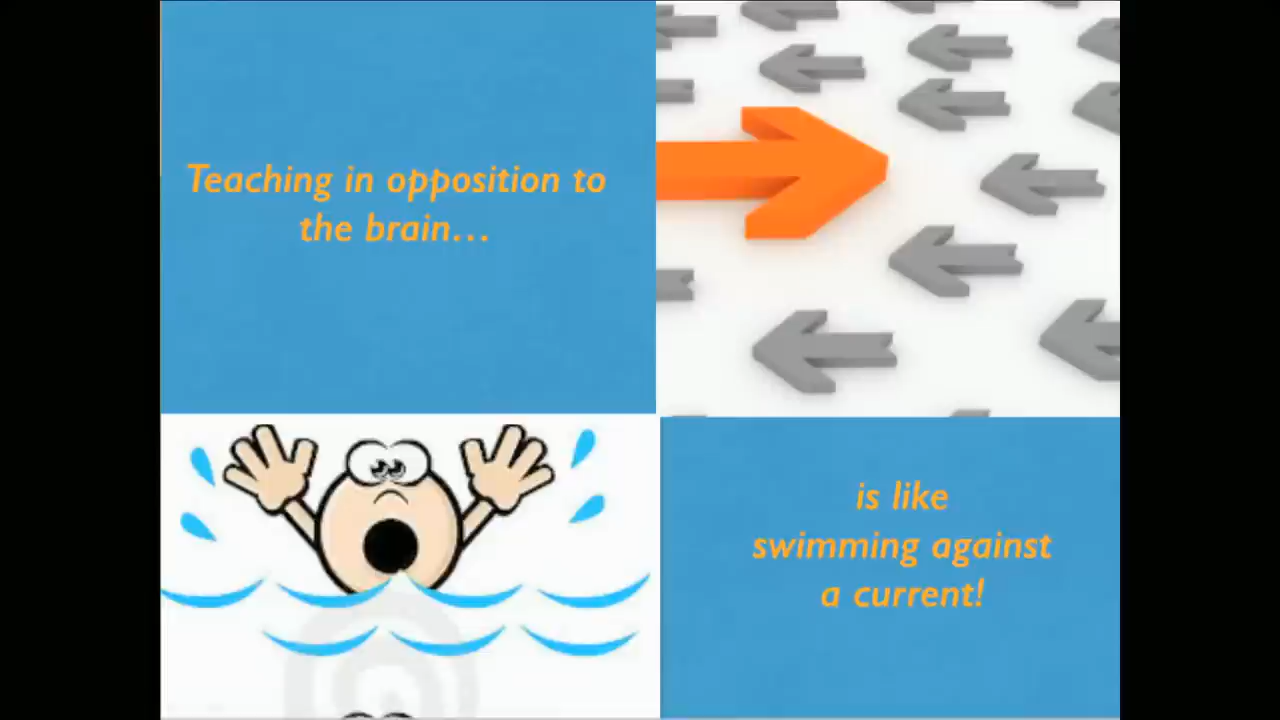 Teaching in opposition to
the brain...
is like
swimming against
a current!